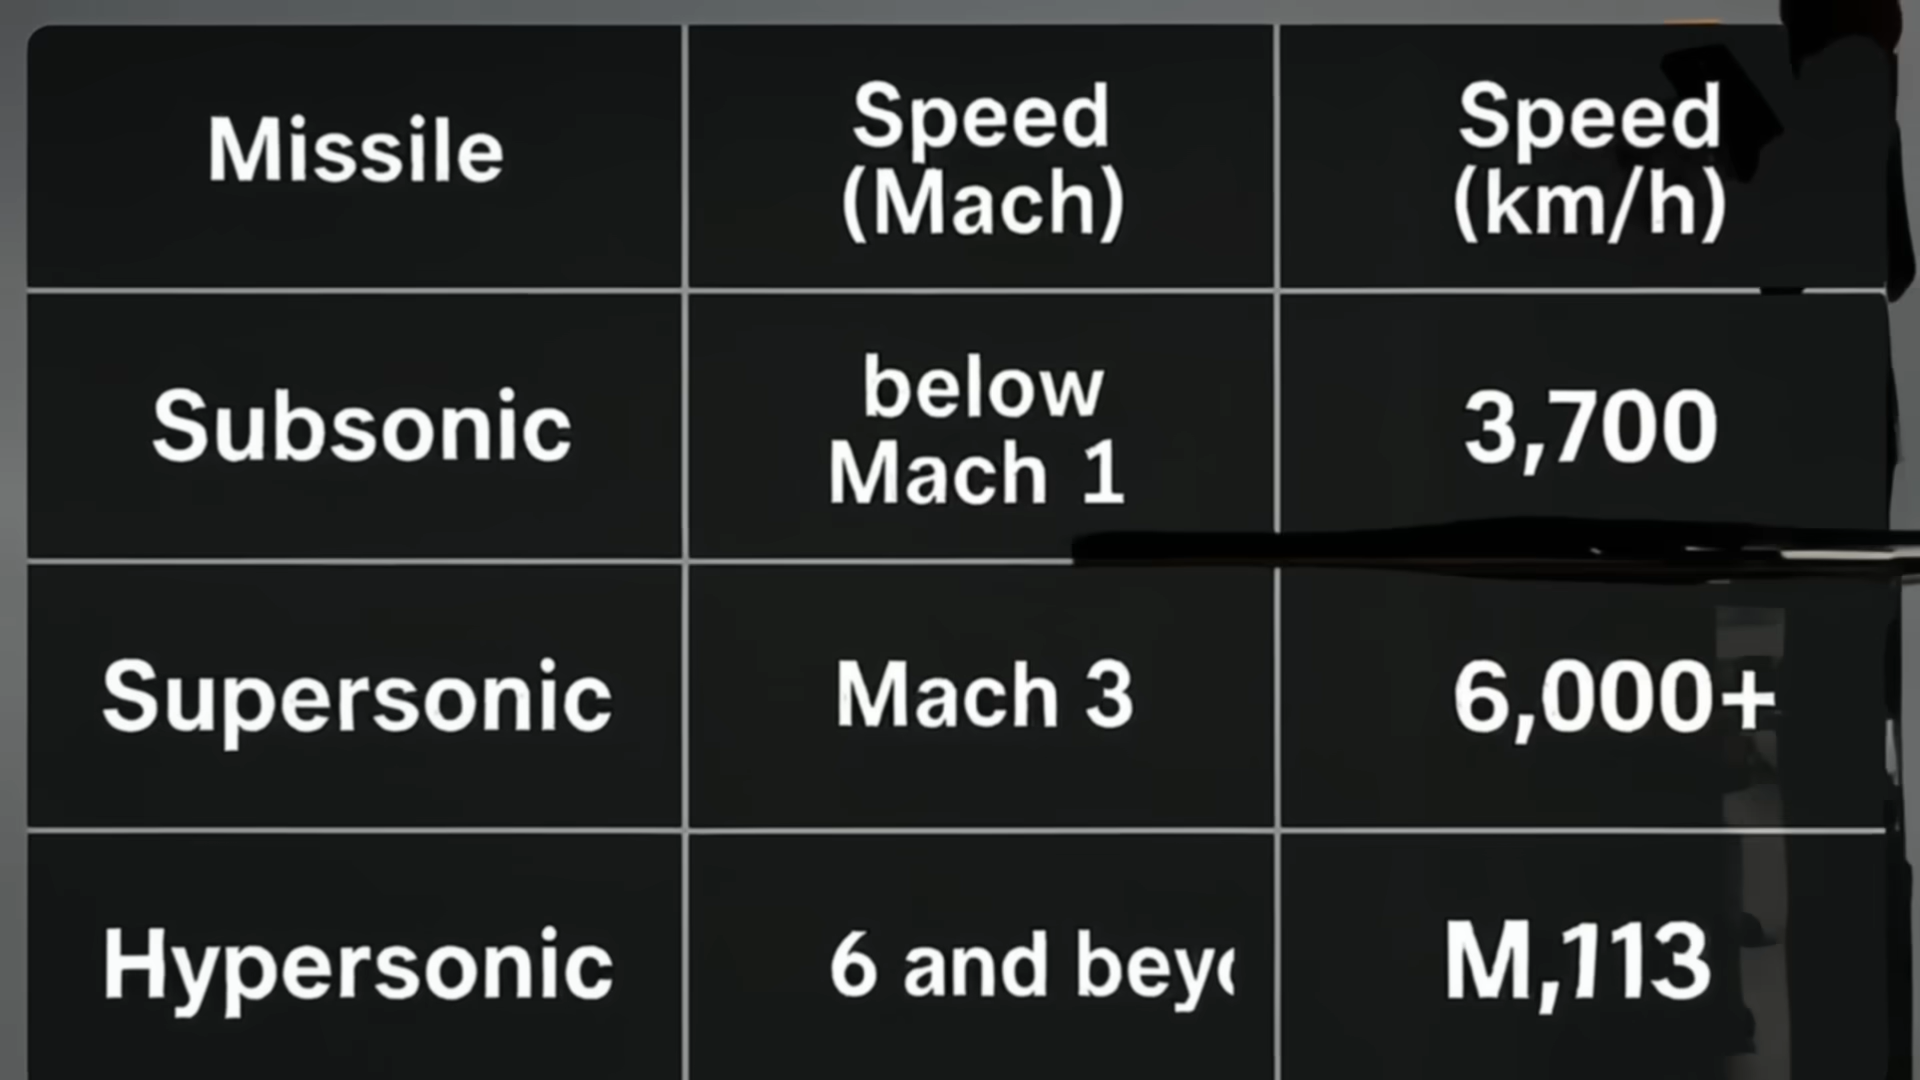 Missile
Speed
(Mach)
Speed
(km/h)
Subsonic
below
Mach 1
3,700
Supersonic
Mach 3
6,000+
Hypersonic
6 and bey
M,113